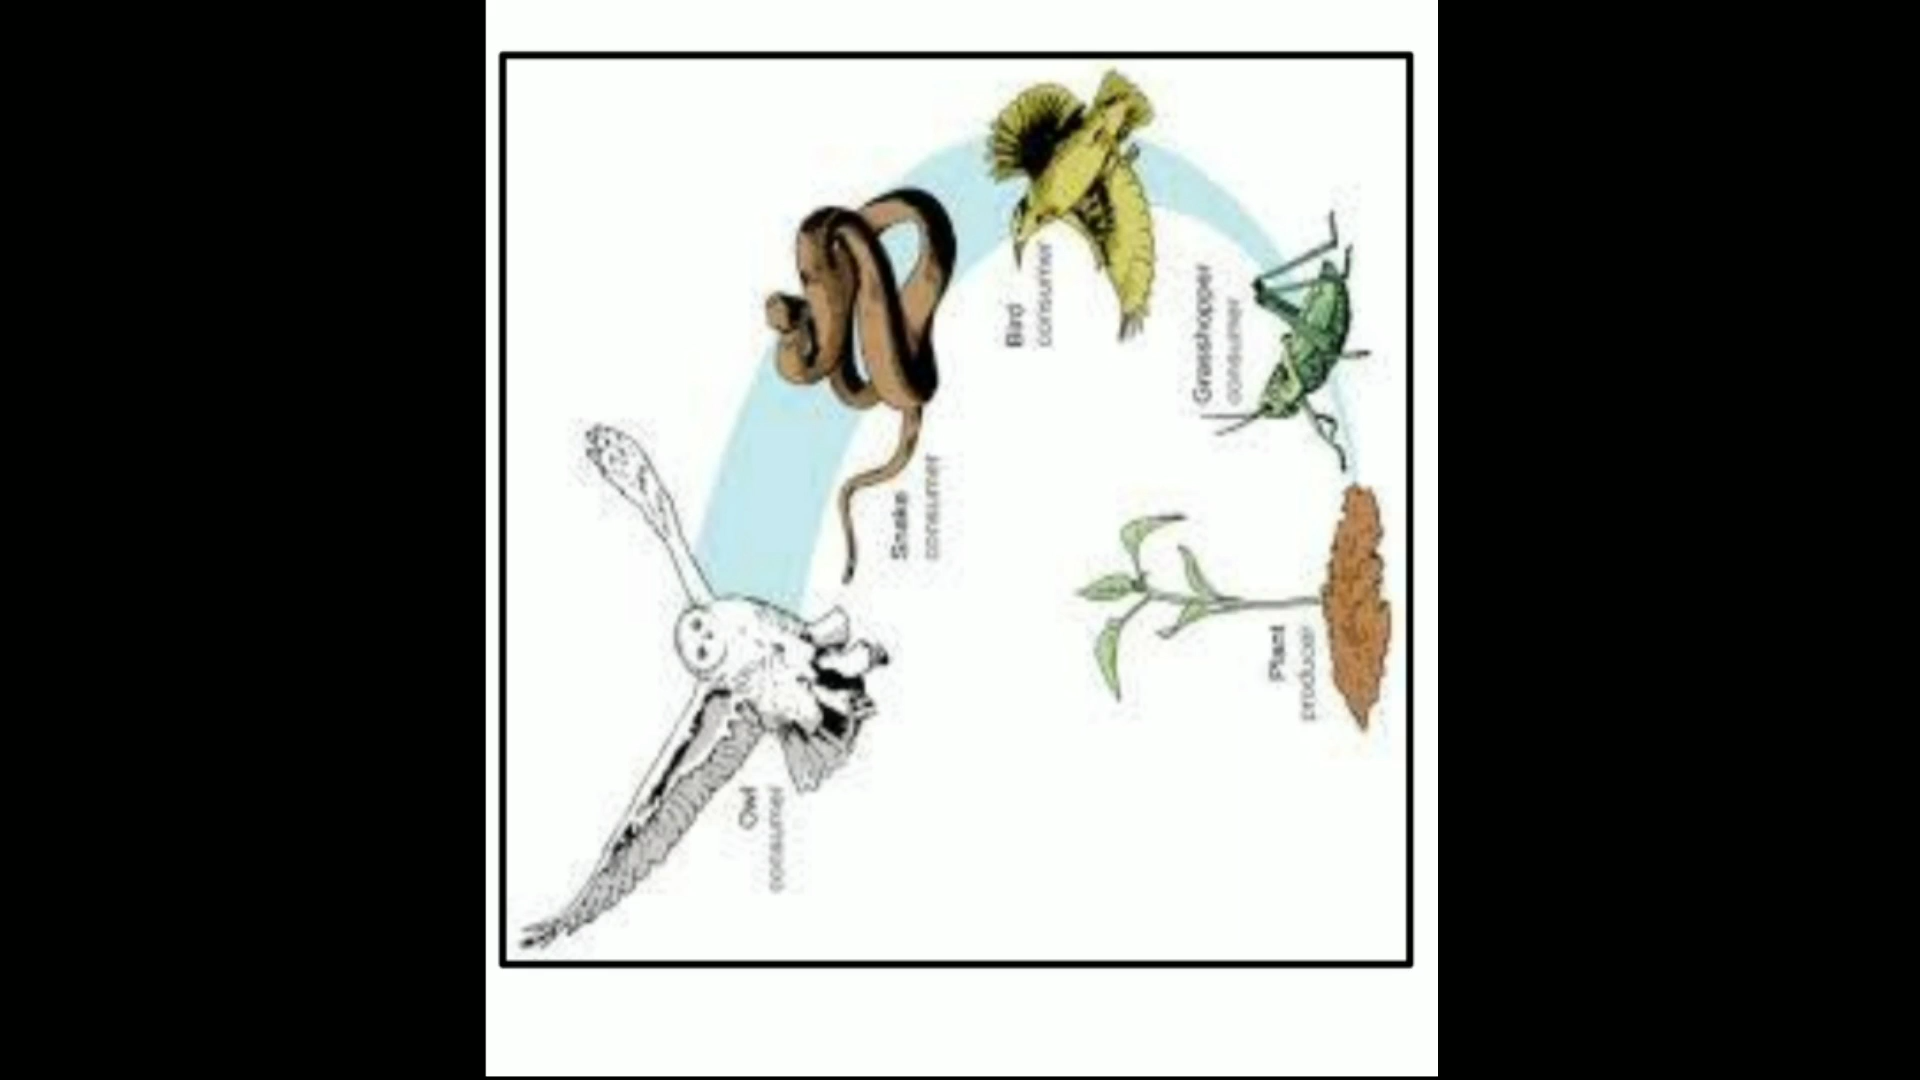 Plant
producer
Grasshopper
consumer
Bird
consumer
Snake
consumer
Owl
consumer